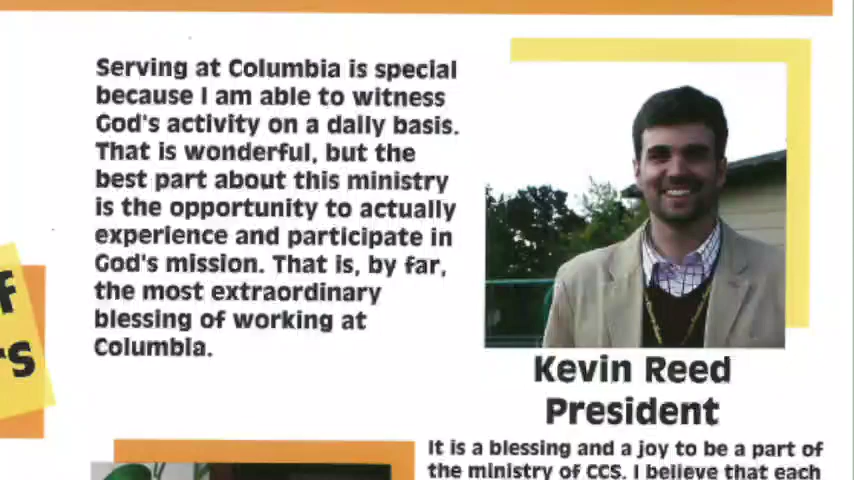 Serving at Columbia is special
because I am able to witness
God's activity on a daily basis.
That is wonderful, but the
best part about this ministry
is the opportunity to actually
experience and participate in
God's mission. That is, by far,
the most extraordinary
blessing of working at
Columbia.
f
rs
Kevin Reed
President
It is a blessing and a joy to be a part of
the ministry of CCS. I believe that each